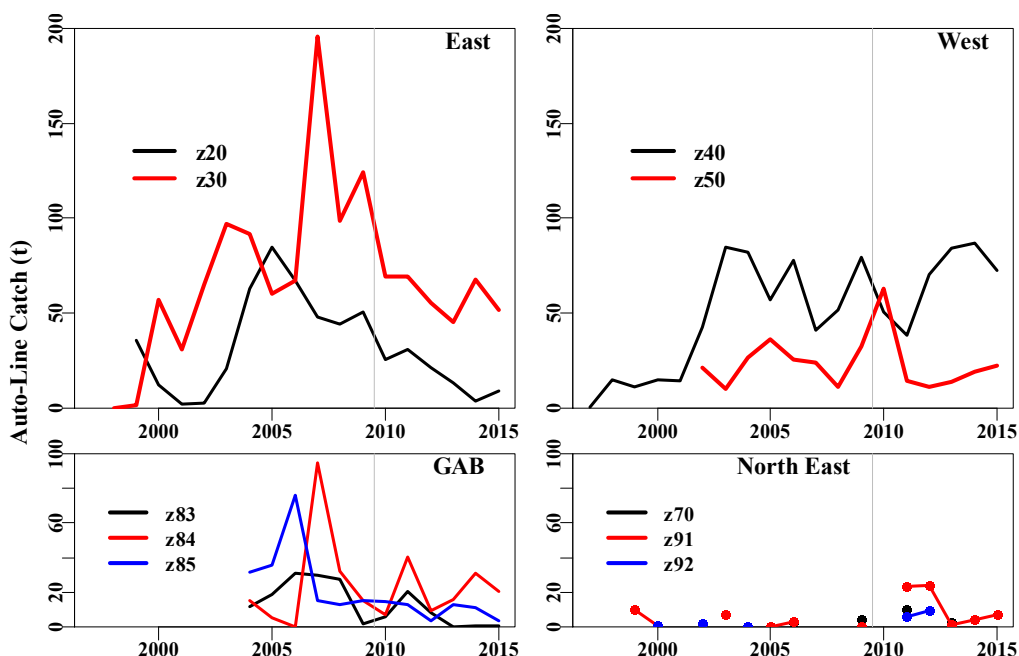 Auto-Line Catch (t)
East
z20
z30
0 50 100 150 200
2000 2005 2010 2015
West
z40
z50
0 50 100 150 200
2000 2005 2010 2015
GAB
z83
z84
z85
0 20 60 100
2000 2005 2010 2015
North East
z70
z91
z92
0 20 60 100
2000 2005 2010 2015